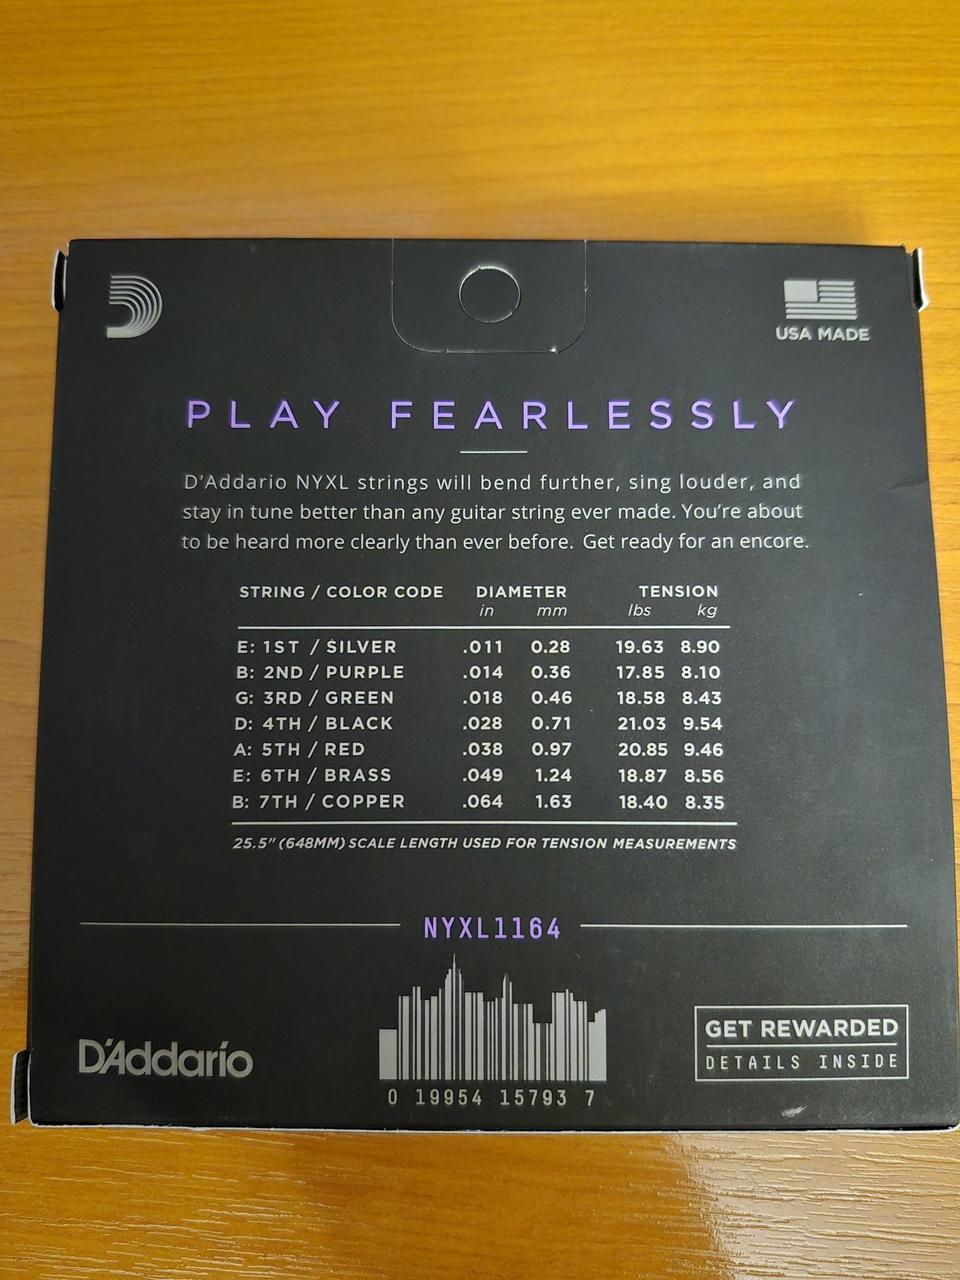 USA MADE
PLAY FEARLESSLY
D'Addario NYXL strings will bend further, sing louder, and
stay in tune better than any guitar string ever made. You're about
to be heard more clearly than ever before. Get ready for an encore.
STRING / COLOR CODE DIAMETER TENSION
in mm lbs kg
E: 1ST / SILVER .011 0.28 19.63 8.90
B: 2ND / PURPLE .014 0.36 17.85 8.10
G: 3RD / GREEN .018 0.46 18.58 8.43
D: 4TH / BLACK .028 0.71 21.03 9.54
A: 5TH / RED .038 0.97 20.85 9.46
E: 6TH / BRASS .049 1.24 18.87 8.56
B: 7TH / COPPER .064 1.63 18.40 8.35
25.5" (648MM) SCALE LENGTH USED FOR TENSION MEASUREMENTS
NYXL1164
D'Addario
0 19954 15793 7
GET REWARDED
DETAILS INSIDE